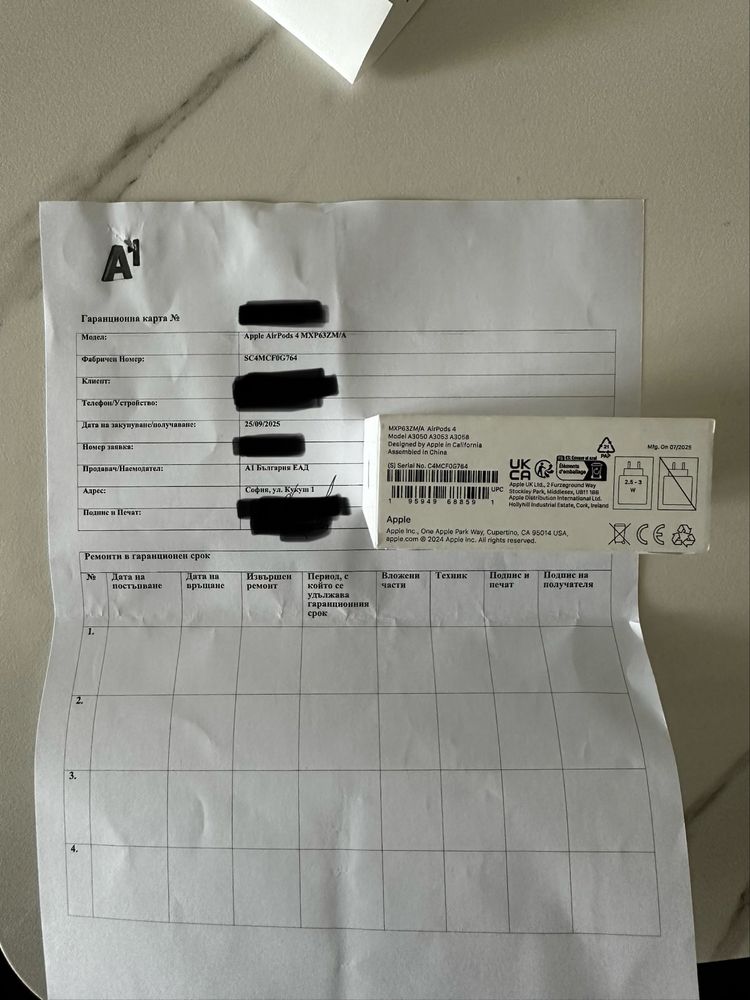 A1
Гаранционна карта №
Модел: Apple AirPods 4 MXP63ZM/A
Фабричен Номер: SC4MCF0G764
Клиент:
Телефон/Устройство:
Дата на закупуване/получаване: 25/09/2025
Номер заявка:
Продавач/Наемодател: А1 България ЕАД
Адрес: София, ул. Кукуш 1
Подпис и Печат:
MXP63ZM/A AirPods 4
Model A3050 A3053 A3058
Designed by Apple in California
Assembled in China
(S) Serial No. C4MCF0G764
UPC
1 95949 68859 1
Apple
Apple Inc., One Apple Park Way, Cupertino, CA 95014 USA,
apple.com © 2024 Apple Inc. All rights reserved.
UK
CA
Éléments
d'emballage
Apple UK Ltd., 2 Furzeground Way
Stockley Park, Middlesex, UB11 1BB
Apple Distribution International Ltd.
Hollyhill Industrial Estate, Cork, Ireland
21
PAP
Mfg. On 07/2025
2.5 - 3
W
CE
Ремонти в гаранционен срок
№
Дата на
постъпване
Дата на
връщане
Извършен
ремонт
Период, с
който се
удължава
гаранционния
срок
Вложени
части
Техник
Подпис и
печат
Подпис на
получателя
1.
2.
3.
4.